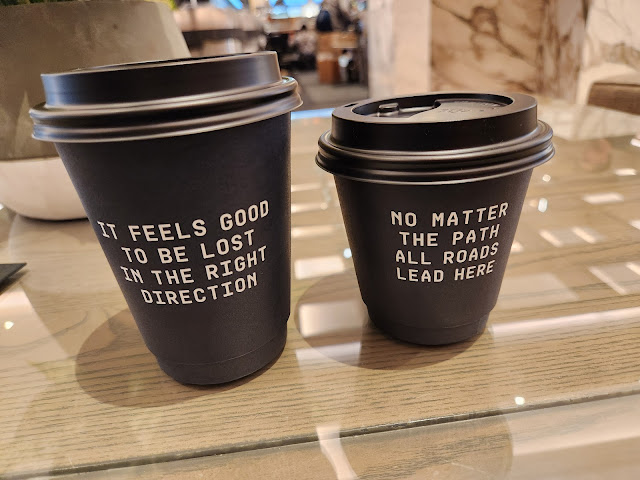 IT FEELS GOOD
TO BE LOST
IN THE RIGHT
DIRECTION
NO MATTER
THE PATH
ALL ROADS
LEAD HERE